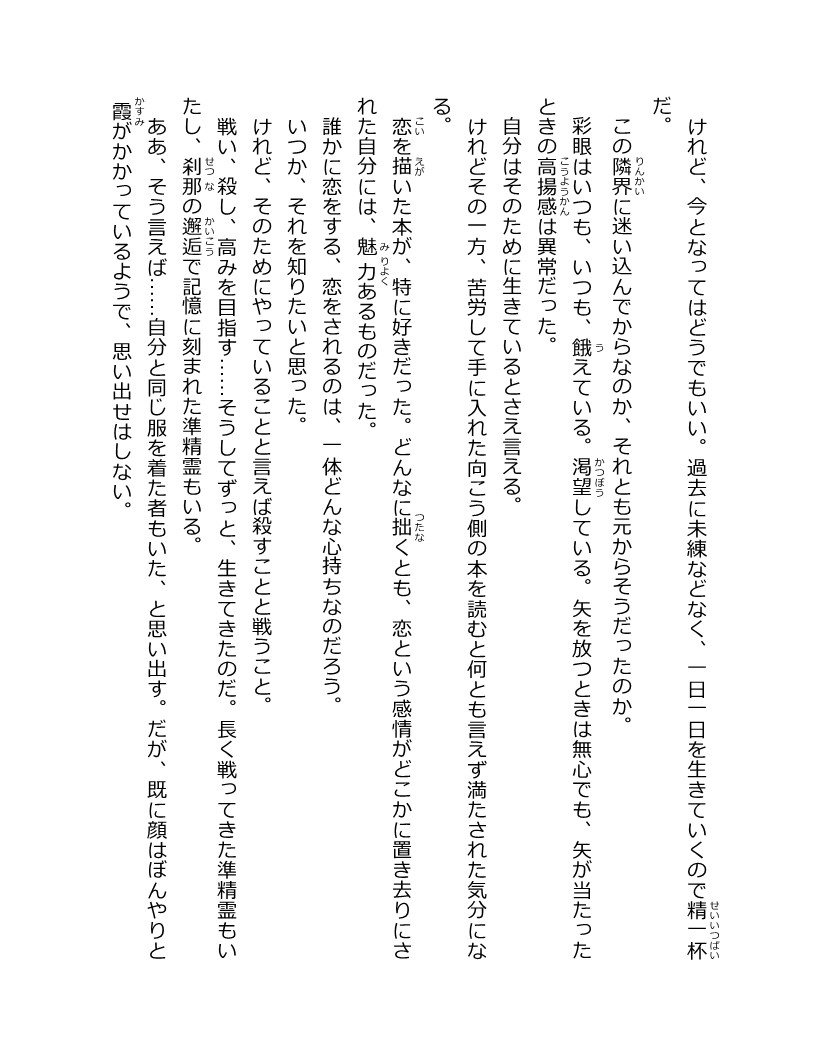 けれど、今となってはどうでもいい。過去に未練などなく、一日一日を生きていくので精一杯
だ。
この隣界に迷い込んでからなのか、それとも元からそうだったのか。
彩眼はいつも、いつも、餓えている。渇望している。矢を放つときは無心でも、矢が当たった
ときの高揚感は異常だった。
自分はそのために生きているとさえ言える。
けれどその一方、苦労して手に入れた向こう側の本を読むと何とも言えず満たされた気分にな
る。
恋を描いた本が、特に好きだった。どんなに拙くとも、恋という感情がどこかに置き去りにさ
れた自分には、魅力あるものだった。
誰かに恋をする、恋をされるのは、一体どんな心持ちなのだろう。
いつか、それを知りたいと思った。
けれど、そのためにやっていることと言えば殺すことと戦うこと。
戦い、殺し、高みを目指す……そうしてずっと、生きてきたのだ。長く戦ってきた準精霊もい
たし、刹那の邂逅で記憶に刻まれた準精霊もいる。
ああ、そう言えば……自分と同じ服を着た者もいた、と思い出す。だが、既に顔はぼんやりと
霞がかかっているようで、思い出せはしない。